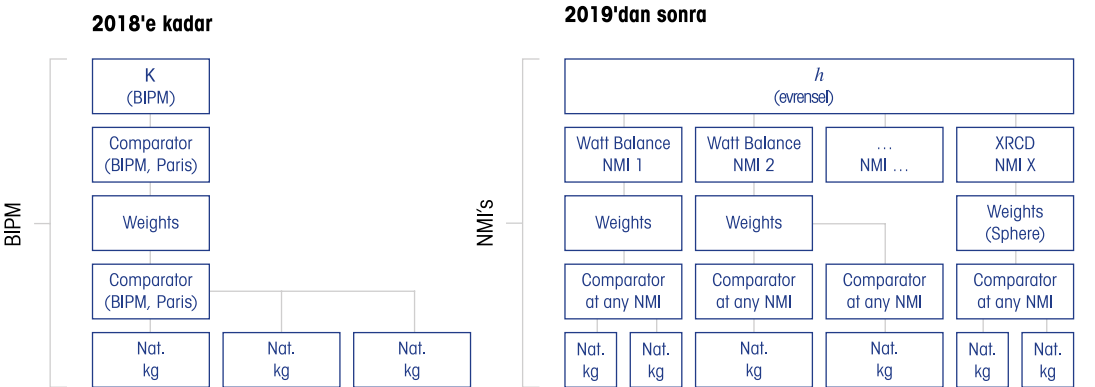 2018'e kadar
BIPM
K
(BIPM)
Comparator
(BIPM, Paris)
Weights
Comparator
(BIPM, Paris)
Nat.
kg
Nat.
kg
Nat.
kg
2019'dan sonra
NMI's
h
(evrensel)
Watt Balance
NMI 1
Watt Balance
NMI 2
...
NMI ...
XRCD
NMI X
Weights
Weights
Weights
(Sphere)
Comparator
at any NMI
Comparator
at any NMI
Comparator
at any NMI
Comparator
at any NMI
Nat.
kg
Nat.
kg
Nat.
kg
Nat.
kg
Nat.
kg
Nat.
kg